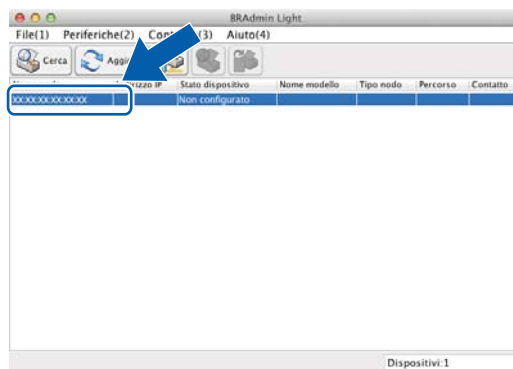 BRAdmin Light
File(1) Periferiche(2) (3) Aiuto(4)
Cerca
Stato dispositivo Nome modello Tipo nodo Percorso Contatto
XX:XX:XX:XX:XX:XX Non configurato
Dispositivi:1